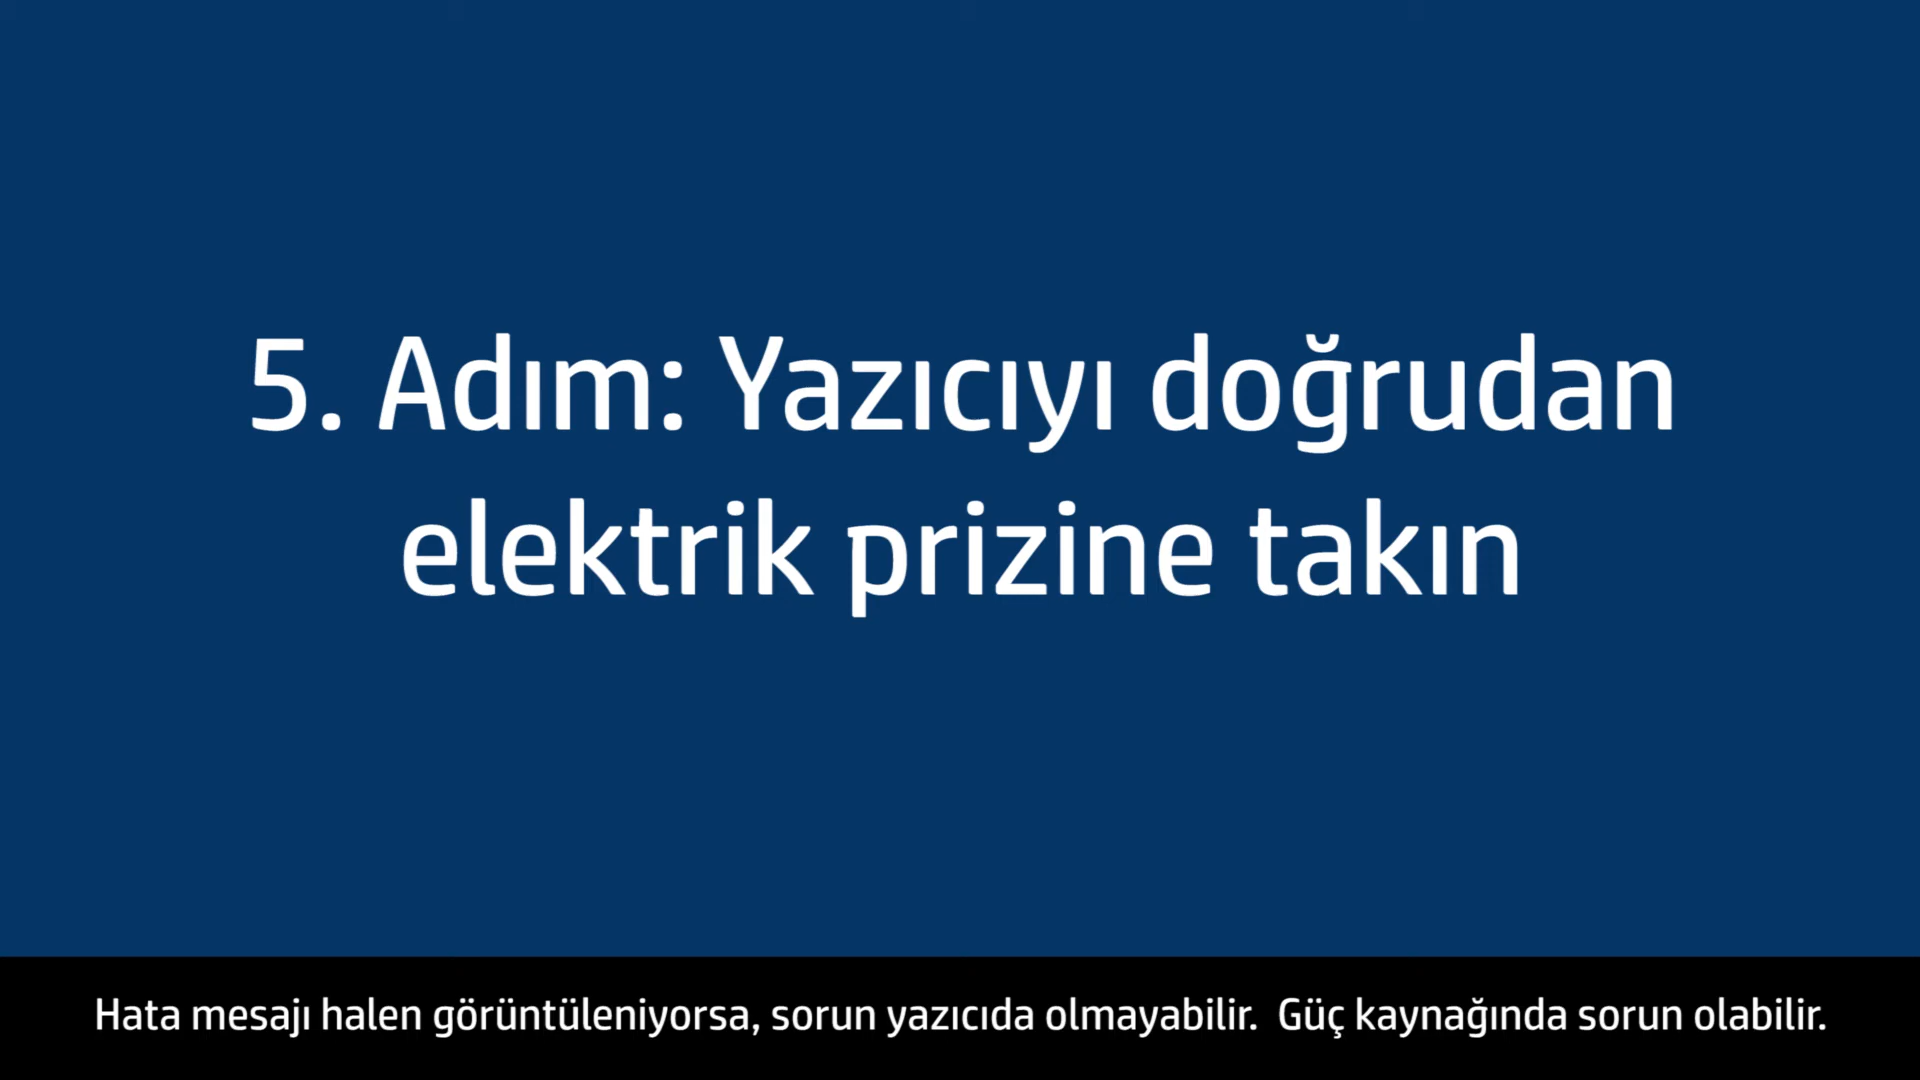 5. Adım: Yazıcıyı doğrudan
elektrik prizine takın
Hata mesajı halen görüntüleniyorsa, sorun yazıcıda olmayabilir.  Güç kaynağında sorun olabilir.